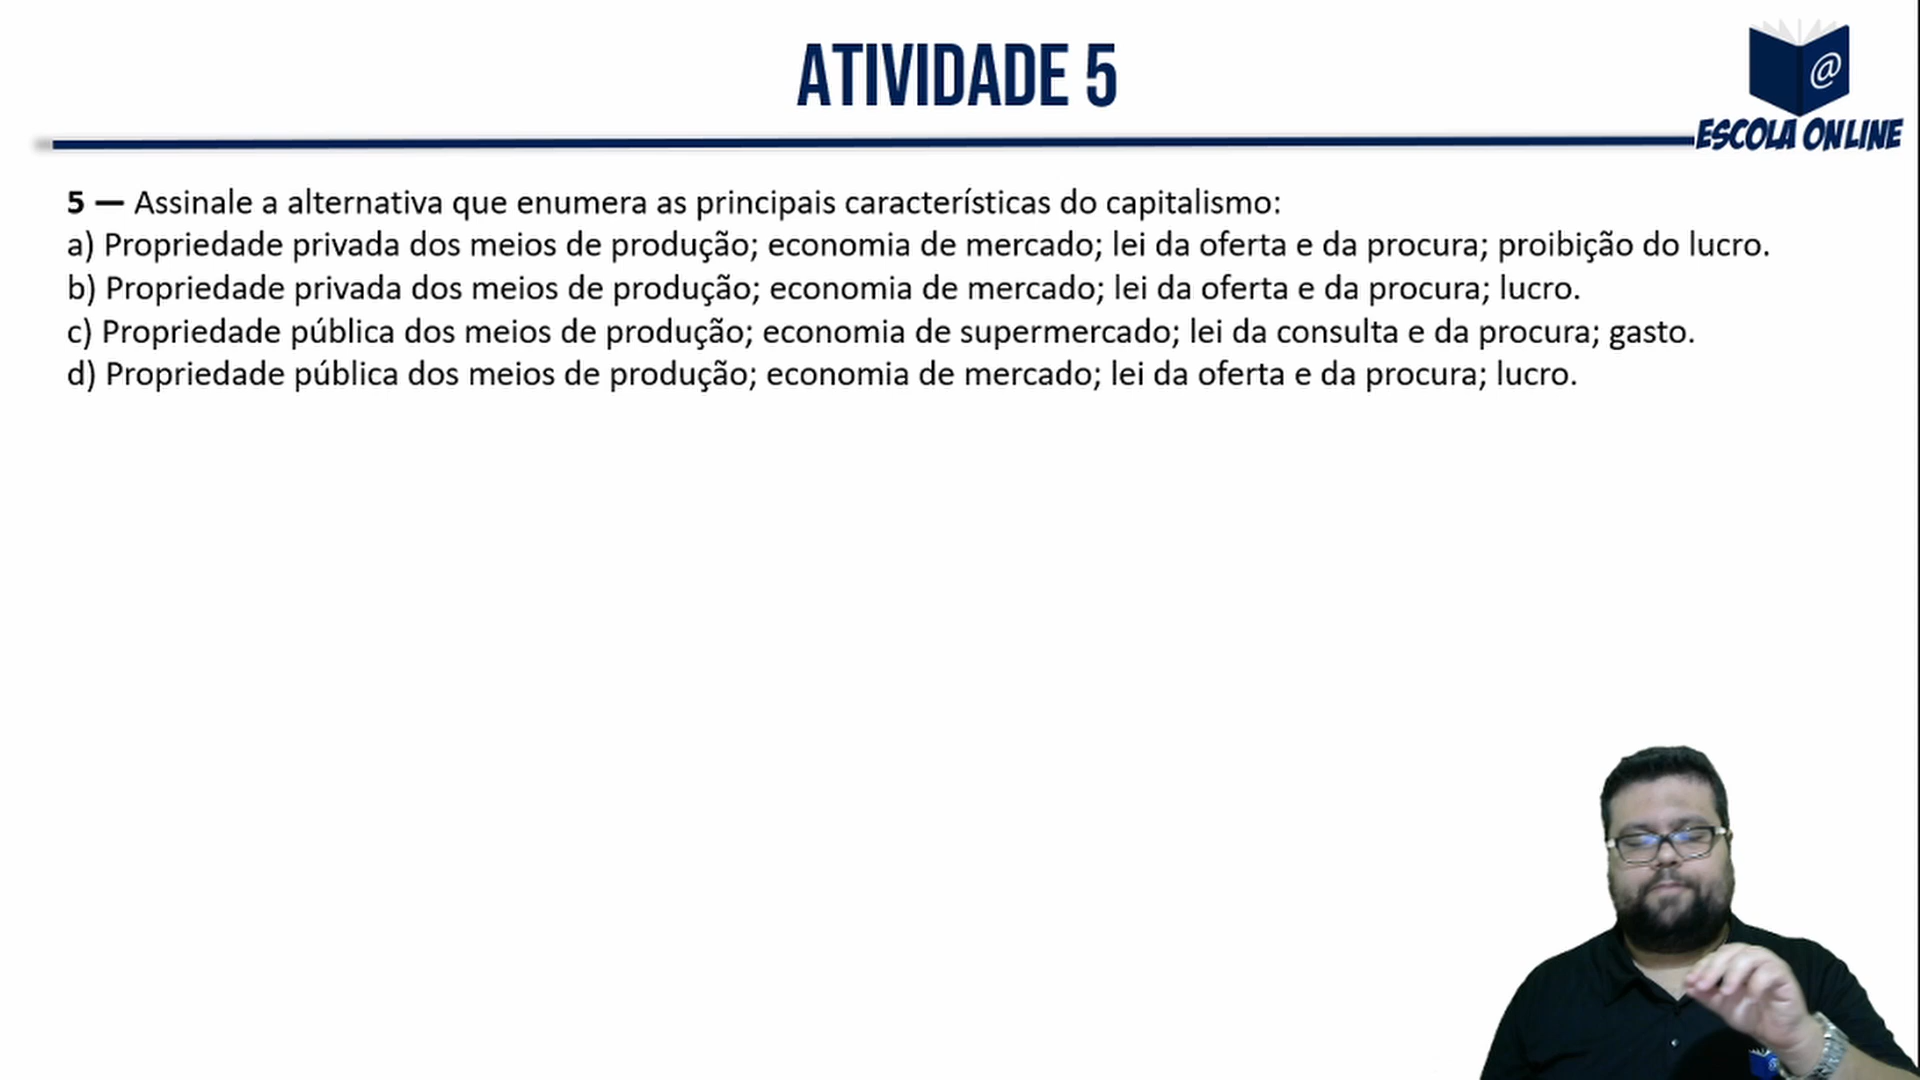 ATIVIDADE 5
@
ESCOLA ONLINE
5 — Assinale a alternativa que enumera as principais características do capitalismo:
a) Propriedade privada dos meios de produção; economia de mercado; lei da oferta e da procura; proibição do lucro.
b) Propriedade privada dos meios de produção; economia de mercado; lei da oferta e da procura; lucro.
c) Propriedade pública dos meios de produção; economia de supermercado; lei da consulta e da procura; gasto.
d) Propriedade pública dos meios de produção; economia de mercado; lei da oferta e da procura; lucro.